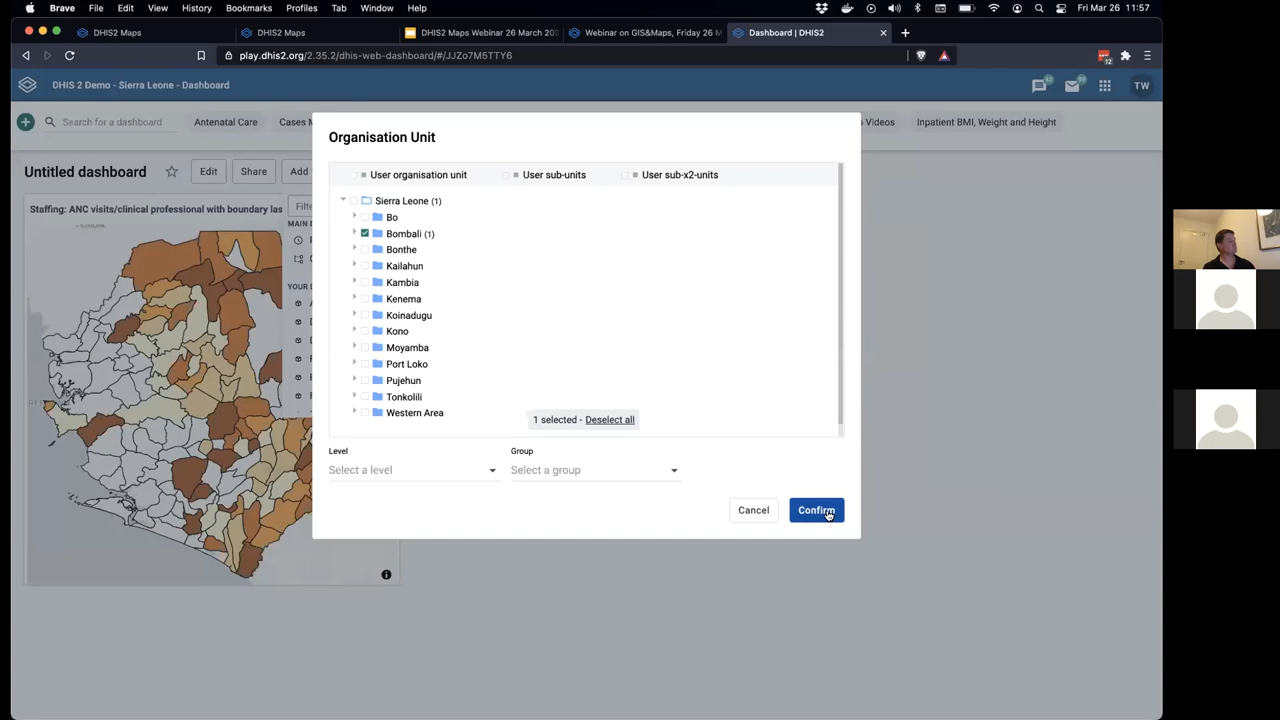 Brave File Edit View History Bookmarks Profiles Tab Window Help
Fri Mar 26 11:57
DHIS2 Maps
DHIS2 Maps
DHIS2 Maps Webinar 26 March 202
Webinar on GIS&Maps, Friday 26 M
Dashboard | DHIS2
play.dhis2.org/2.35.2/dhis-web-dashboard/#/JJZo7M5TTY6
12
DHIS 2 Demo - Sierra Leone - Dashboard
TW
Search for a dashboard
Antenatal Care
Cases M
o Videos
Inpatient BMI, Weight and Height
Untitled dashboard
Edit
Share
Add
Staffing: ANC visits/clinical professional with boundary las
Filte
MAIN D
YOUR D
Organisation Unit
User organisation unit
User sub-units
User sub-x2-units
Sierra Leone (1)
Bo
Bombali (1)
Bonthe
Kailahun
Kambia
Kenema
Koinadugu
Kono
Moyamba
Port Loko
Pujehun
Tonkolili
Western Area
1 selected - Deselect all
Level
Group
Select a level
Select a group
Cancel
Confirm